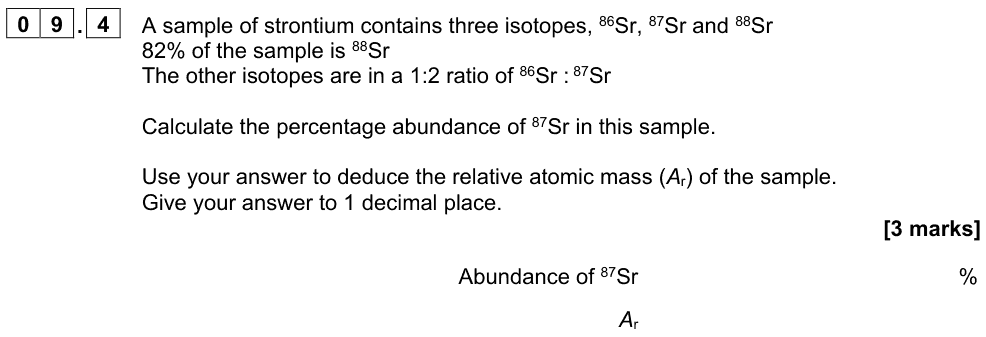 09.4 A sample of strontium contains three isotopes, ⁸⁶Sr, ⁸⁷Sr and ⁸⁸Sr
82% of the sample is ⁸⁸Sr
The other isotopes are in a 1:2 ratio of ⁸⁶Sr : ⁸⁷Sr
Calculate the percentage abundance of ⁸⁷Sr in this sample.
Use your answer to deduce the relative atomic mass (Aᵣ) of the sample.
Give your answer to 1 decimal place.
[3 marks]
Abundance of ⁸⁷Sr %
Aᵣ